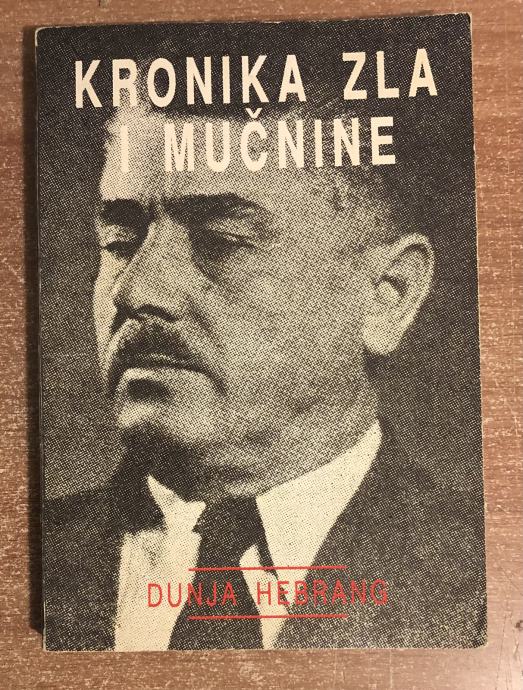 KRONIKA ZLA
I MUČNINE
DUNJA HEBRANG